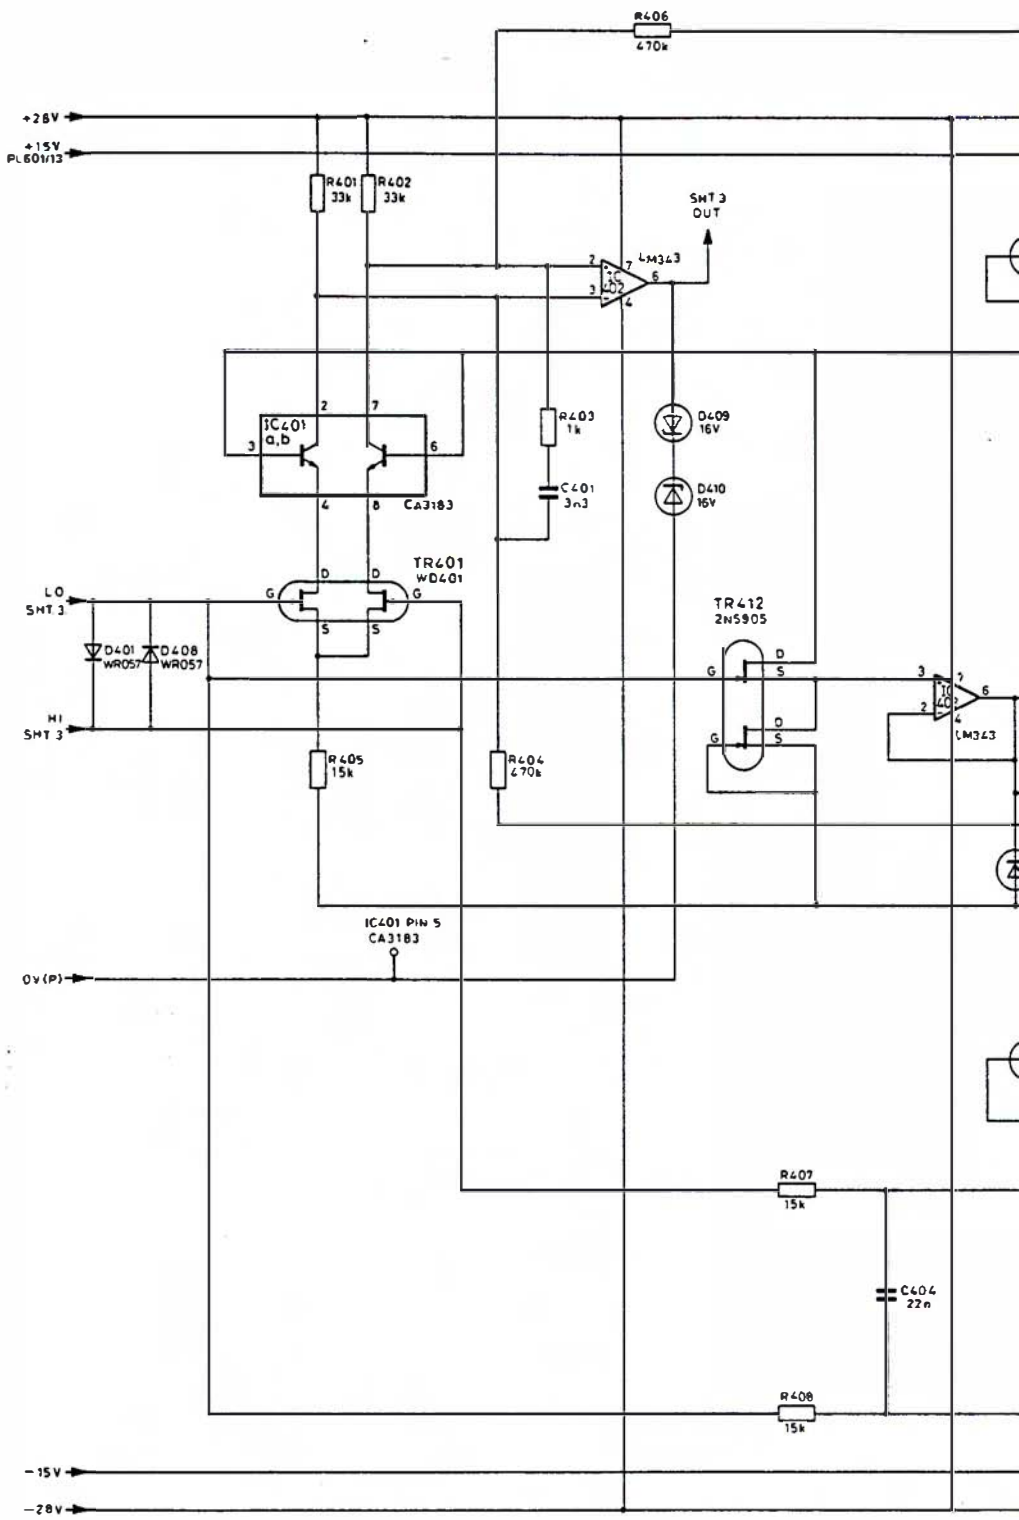 R406
470k
+28V
+15V
PL601/13
R401
33k
R402
33k
SHT 3
OUT
2
7
LM343
6
IC
402
3
4
2
7
IC401
a,b
3
6
R403
1k
D409
16V
4
8
CA3183
C401
3n3
D410
16V
TR401
WD401
D
D
LO
SHT.3
G
G
S
S
TR412
2N5905
D401
WR057
D408
WR057
D
G
S
3
7
6
2
4
LM343
HI
SHT 3
D
G
S
R405
15k
R404
470k
IC401 PIN 5
CA3183
0V(P)
R407
15k
C404
22n
R408
15k
-15V
-28V